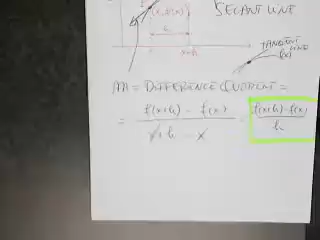 SECANT LINE
(x, f(x))
h
x+h
TANGENT LINE
f(x)
= DIFFERENCE QUOTIENT =
= f(x+h) - f(x) / x+h - x = f(x+h) - f(x) / h